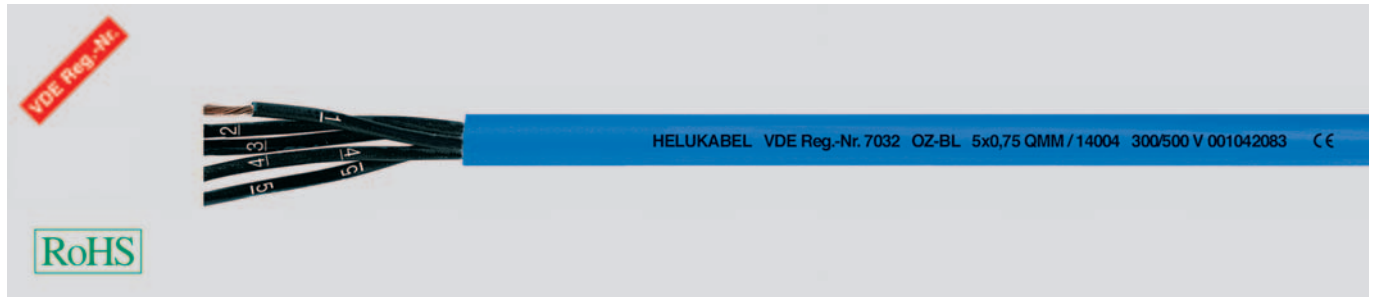 VDE Reg.-Nr.
1
2
3
4 4
5 5
HELUKABEL VDE Reg.-Nr. 7032 OZ-BL 5x0,75 QMM / 14004 300/500 V 001042083 CE
RoHS